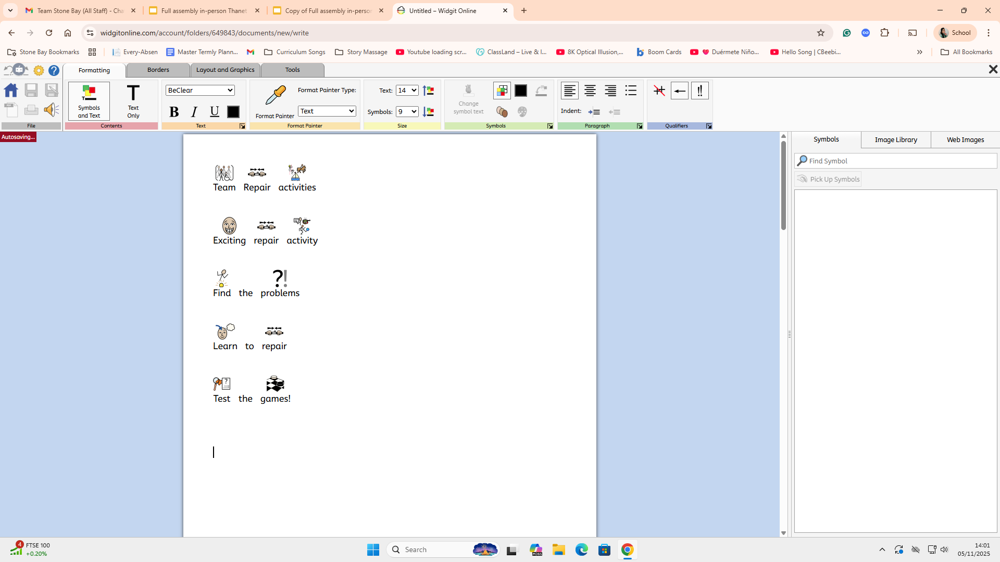 Team Stone Bay (All Staff) - Cha
Full assembly in-person Thanet
Copy of Full assembly in-person
Untitled – Widgit Online
widgitonline.com/account/folders/649843/documents/new/write
School
Stone Bay Bookmarks
Every-Absen
Master Termly Plann...
Curriculum Songs
Story Massage
Youtube loading scr...
ClassLand – Live & I...
8K Optical Illusion,...
Boom Cards
Duérmete Niño...
Hello Song | CBeebi...
All Bookmarks
Formatting
Borders
Layout and Graphics
Tools
Symbols and Text
Text Only
BeClear
B I U
Format Painter
Format Painter Type:
Text
Text: 14
Symbols: 9
Change symbol text
Indent:
File
Contents
Text
Format Painter
Size
Symbols
Paragraph
Qualifiers
Autosaving...
Team Repair activities
Exciting repair activity
Find the problems
Learn to repair
Test the games!
Symbols
Image Library
Web Images
Find Symbol
Pick Up Symbols
4
FTSE 100
+0.20%
Search
M365
14:01
05/11/2025